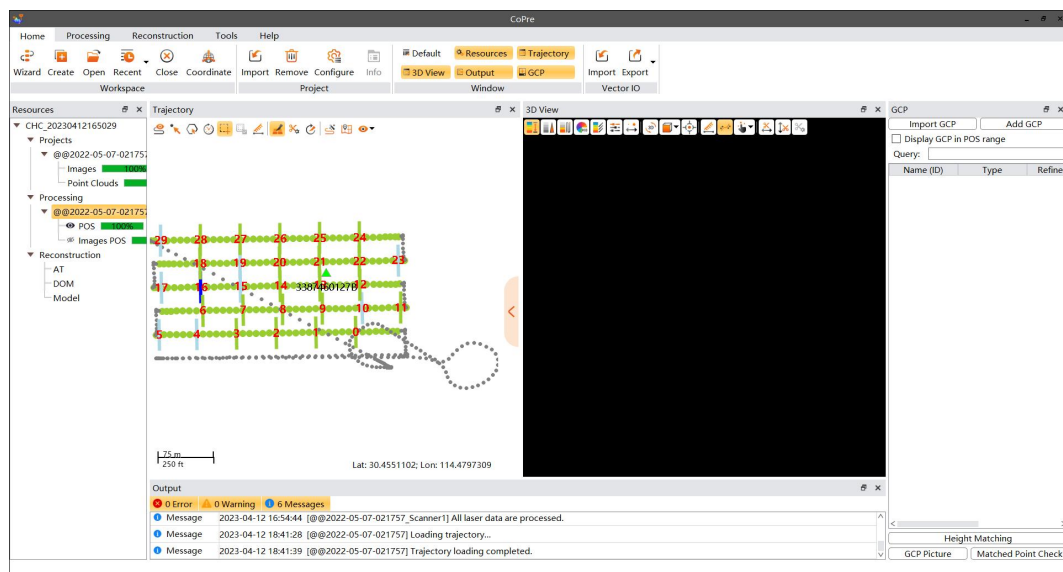 CoPre
Home Processing Reconstruction Tools Help
Wizard Create Open Recent Close Coordinate Import Remove Configure Info
Default Resources Trajectory
3D View Output GCP
Import Export
Workspace Project Window Vector IO
Resources
CHC_20230412165029
Projects
@@2022-05-07-021757
Images 100%
Point Clouds
Processing
@@2022-05-07-021757
POS 100%
Images POS
Reconstruction
AT
DOM
Model
Trajectory
29 28 27 26 25 24
18 19 20 21 22 23
17 16 15 14 13 12
3387460127B
6 7 8 9 10 11
5 4 3 2 1 0
75 m
250 ft
Lat: 30.4551102; Lon: 114.4797309
3D View
GCP
Import GCP Add GCP
Display GCP in POS range
Query:
Name (ID) Type Refine
Height Matching
GCP Picture Matched Point Check
Output
0 Error 0 Warning 6 Messages
Message 2023-04-12 16:54:44 [@@2022-05-07-021757_Scanner1] All laser data are processed.
Message 2023-04-12 18:41:28 [@@2022-05-07-021757] Loading trajectory...
Message 2023-04-12 18:41:39 [@@2022-05-07-021757] Trajectory loading completed.